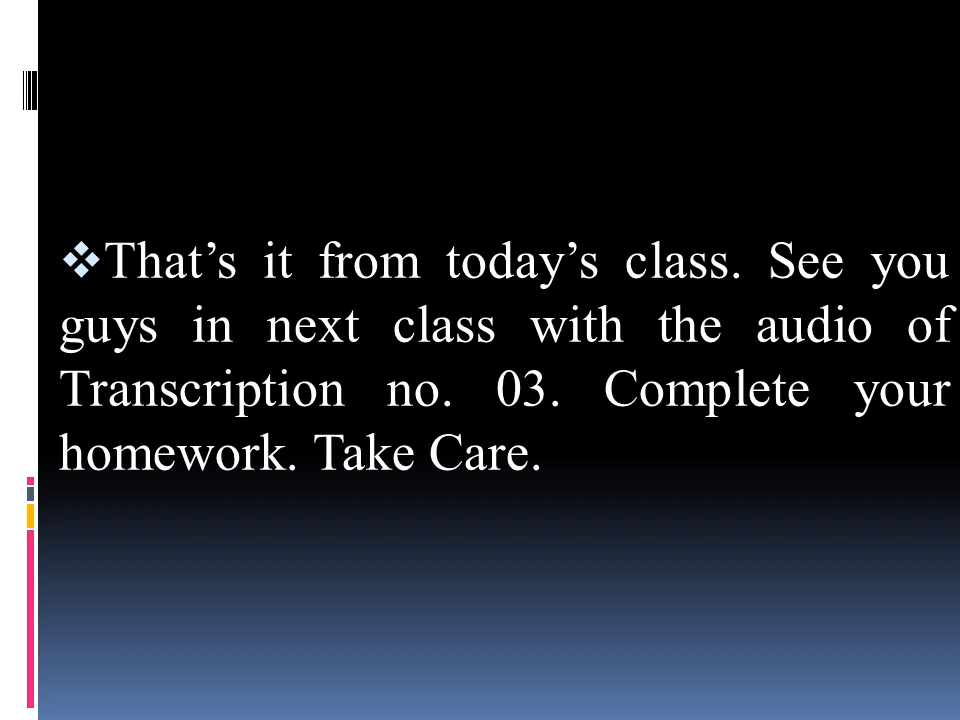 ❖That’s it from today’s class. See you
guys in next class with the audio of
Transcription no. 03. Complete your
homework. Take Care.